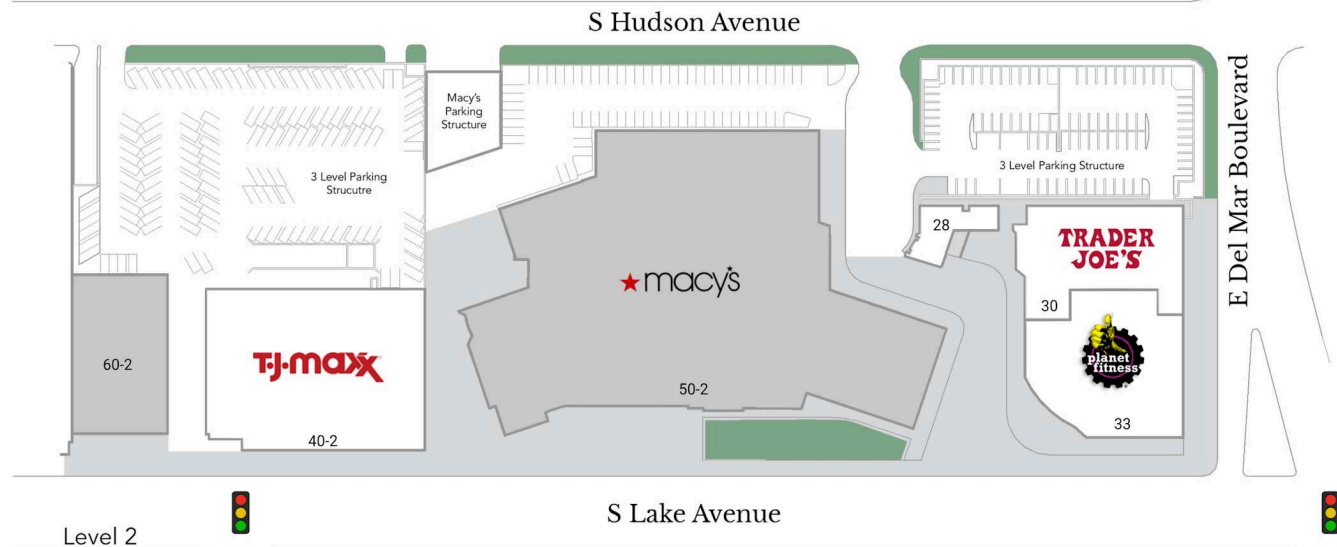 S Hudson Avenue
Macy's
Parking
Structure
3 Level Parking
Strucutre
3 Level Parking Structure
E Del Mar Boulevard
28
TRADER
JOE'S
macy's
30
T·J·maxx
planet
fitness
60-2
50-2
40-2
33
S Lake Avenue
Level 2